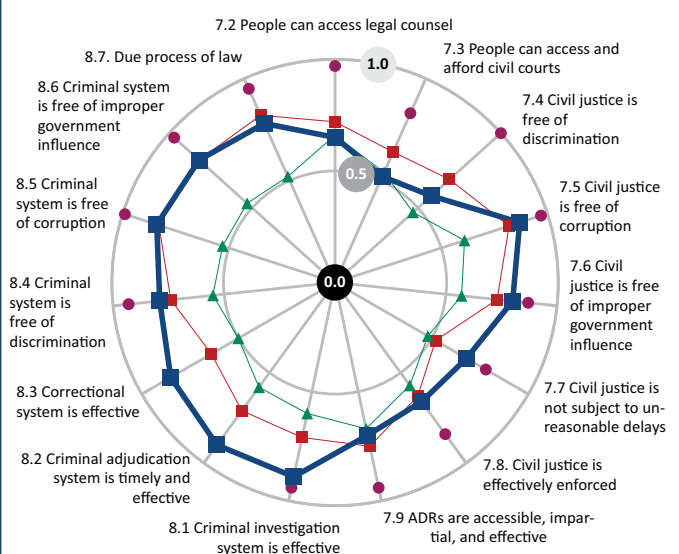 7.2 People can access legal counsel
8.7. Due process of law
1.0
7.3 People can access and
afford civil courts
8.6 Criminal system
is free of improper
government
influence
7.4 Civil justice is
free of
discrimination
0.5
8.5 Criminal
system is free
of corruption
7.5 Civil justice
is free of
corruption
0.0
7.6 Civil
justice is free
of improper
government
influence
8.4 Criminal
system is
free of
discrimination
8.3 Correctional
system is effective
7.7 Civil justice is
not subject to un-
reasonable delays
8.2 Criminal adjudication
system is timely and
effective
7.8. Civil justice is
effectively enforced
8.1 Criminal investigation
system is effective
7.9 ADRs are accessible, impar-
tial, and effective